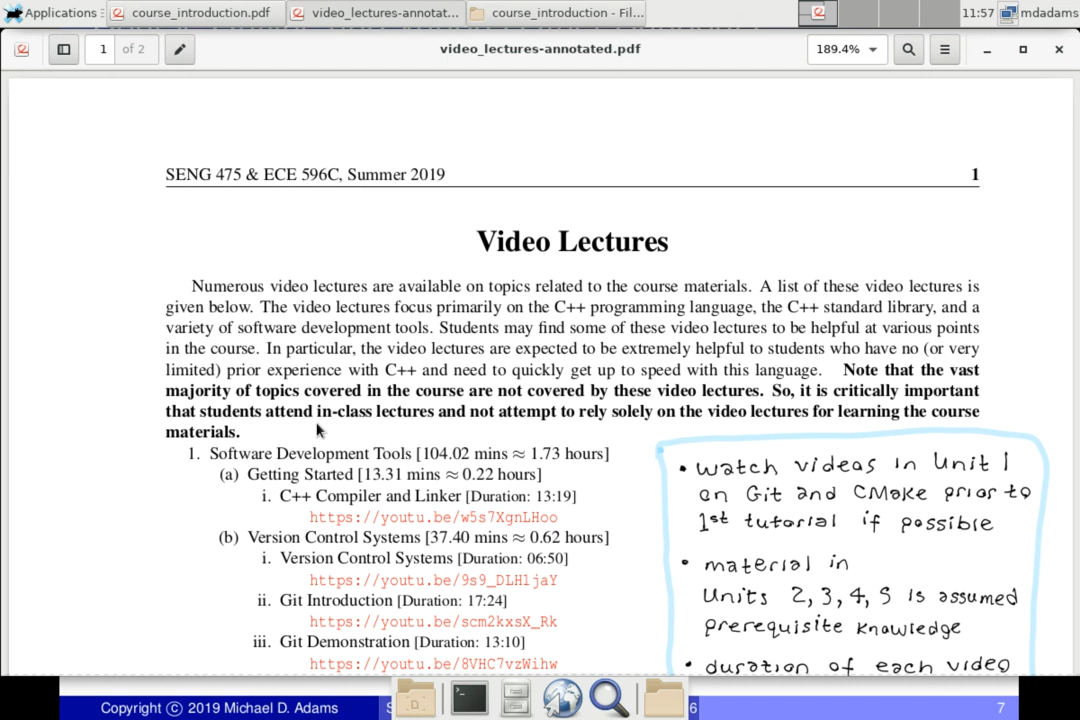 Applications
course_introduction.pdf
video_lectures-annotat...
course_introduction - Fil...
11:57
mdadams
1 of 2
video_lectures-annotated.pdf
189.4%
SENG 475 & ECE 596C, Summer 2019 1
Video Lectures
Numerous video lectures are available on topics related to the course materials. A list of these video lectures is
given below. The video lectures focus primarily on the C++ programming language, the C++ standard library, and a
variety of software development tools. Students may find some of these video lectures to be helpful at various points
in the course. In particular, the video lectures are expected to be extremely helpful to students who have no (or very
limited) prior experience with C++ and need to quickly get up to speed with this language. Note that the vast
majority of topics covered in the course are not covered by these video lectures. So, it is critically important
that students attend in-class lectures and not attempt to rely solely on the video lectures for learning the course
materials.
1. Software Development Tools [104.02 mins ≈ 1.73 hours]
(a) Getting Started [13.31 mins ≈ 0.22 hours]
i. C++ Compiler and Linker [Duration: 13:19]
https://youtu.be/w5s7XgnLHoo
(b) Version Control Systems [37.40 mins ≈ 0.62 hours]
i. Version Control Systems [Duration: 06:50]
https://youtu.be/9s9_DLHljaY
ii. Git Introduction [Duration: 17:24]
https://youtu.be/scm2kxsX_Rk
iii. Git Demonstration [Duration: 13:10]
https://youtu.be/8VHC7vzWihw
• watch videos in Unit 1
on Git and CMake prior to
1st tutorial if possible
• material in
Units 2, 3, 4, 5 is assumed
prerequisite knowledge
• duration of each video
Copyright © 2019 Michael D. Adams
S
6
7